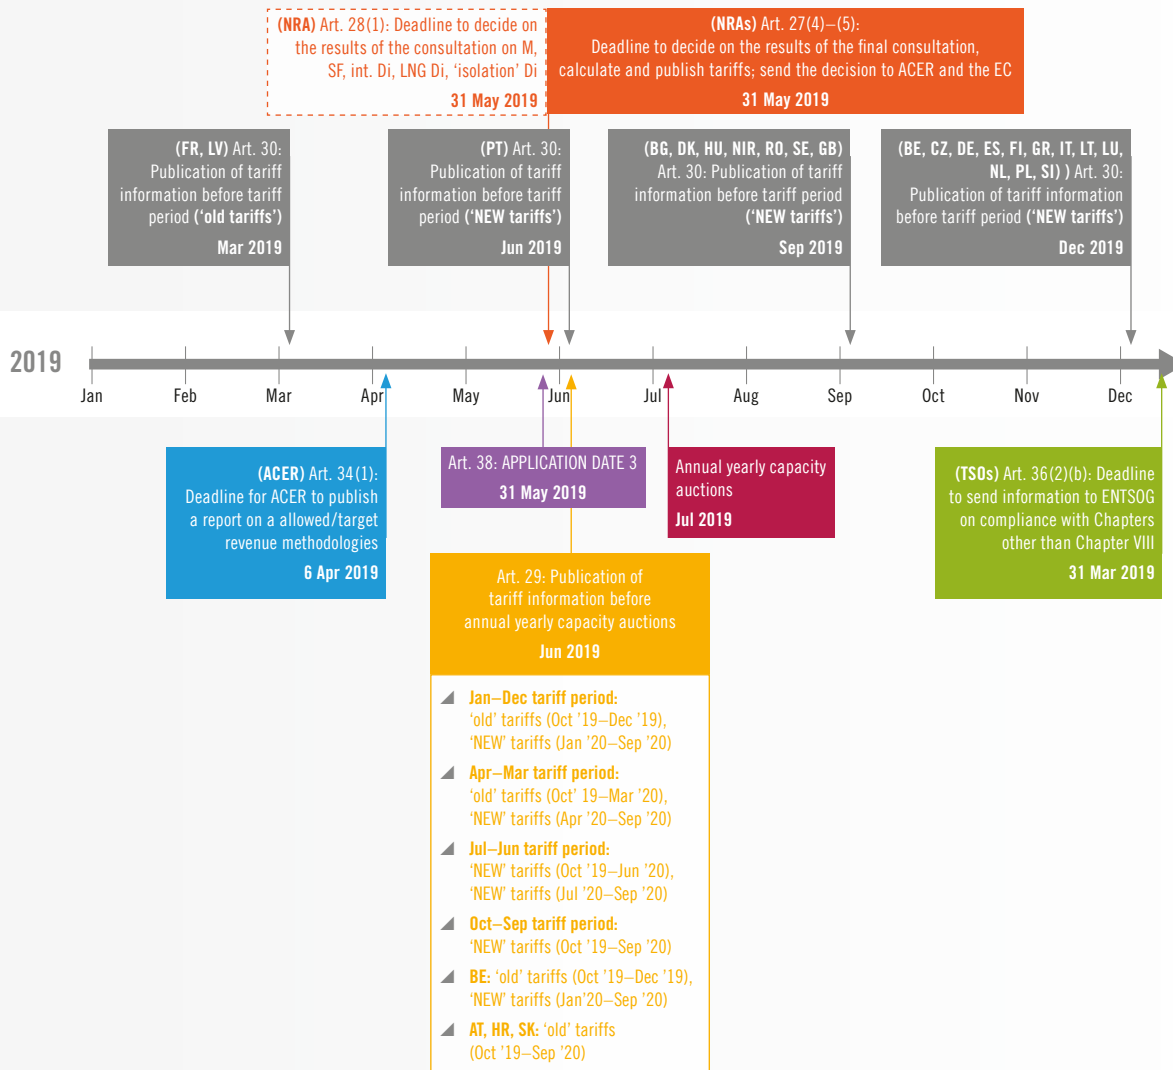 (NRA) Art. 28(1): Deadline to decide on
the results of the consultation on M,
SF, int. Di, LNG Di, ‘isolation’ Di
31 May 2019
(NRAs) Art. 27(4)–(5):
Deadline to decide on the results of the final consultation,
calculate and publish tariffs; send the decision to ACER and the EC
31 May 2019
(FR, LV) Art. 30:
Publication of tariff
information before tariff
period (‘old tariffs’)
Mar 2019
(PT) Art. 30:
Publication of tariff
information before tariff
period (‘NEW tariffs’)
Jun 2019
(BG, DK, HU, NIR, RO, SE, GB)
Art. 30: Publication of tariff
information before tariff period
(‘NEW tariffs’)
Sep 2019
(BE, CZ, DE, ES, FI, GR, IT, LT, LU,
NL, PL, SI) ) Art. 30:
Publication of tariff information
before tariff period (‘NEW tariffs’)
Dec 2019
2019
Jan Feb Mar Apr May Jun Jul Aug Sep Oct Nov Dec
(ACER) Art. 34(1):
Deadline for ACER to publish
a report on a allowed/target
revenue methodologies
6 Apr 2019
Art. 38: APPLICATION DATE 3
31 May 2019
Annual yearly capacity
auctions
Jul 2019
(TSOs) Art. 36(2)(b): Deadline
to send information to ENTSOG
on compliance with Chapters
other than Chapter VIII
31 Mar 2019
Art. 29: Publication of
tariff information before
annual yearly capacity auctions
Jun 2019
Jan–Dec tariff period:
‘old’ tariffs (Oct ’19–Dec ’19),
‘NEW’ tariffs (Jan ’20–Sep ’20)
Apr–Mar tariff period:
‘old’ tariffs (Oct’ 19–Mar ’20),
‘NEW’ tariffs (Apr ’20–Sep ’20)
Jul–Jun tariff period:
‘NEW’ tariffs (Oct ’19–Jun ’20),
‘NEW’ tariffs (Jul ’20–Sep ’20)
Oct–Sep tariff period:
‘NEW’ tariffs (Oct ’19–Sep ’20)
BE: ‘old’ tariffs (Oct ’19–Dec ’19),
‘NEW’ tariffs (Jan’20–Sep ’20)
AT, HR, SK: ‘old’ tariffs
(Oct ’19–Sep ’20)